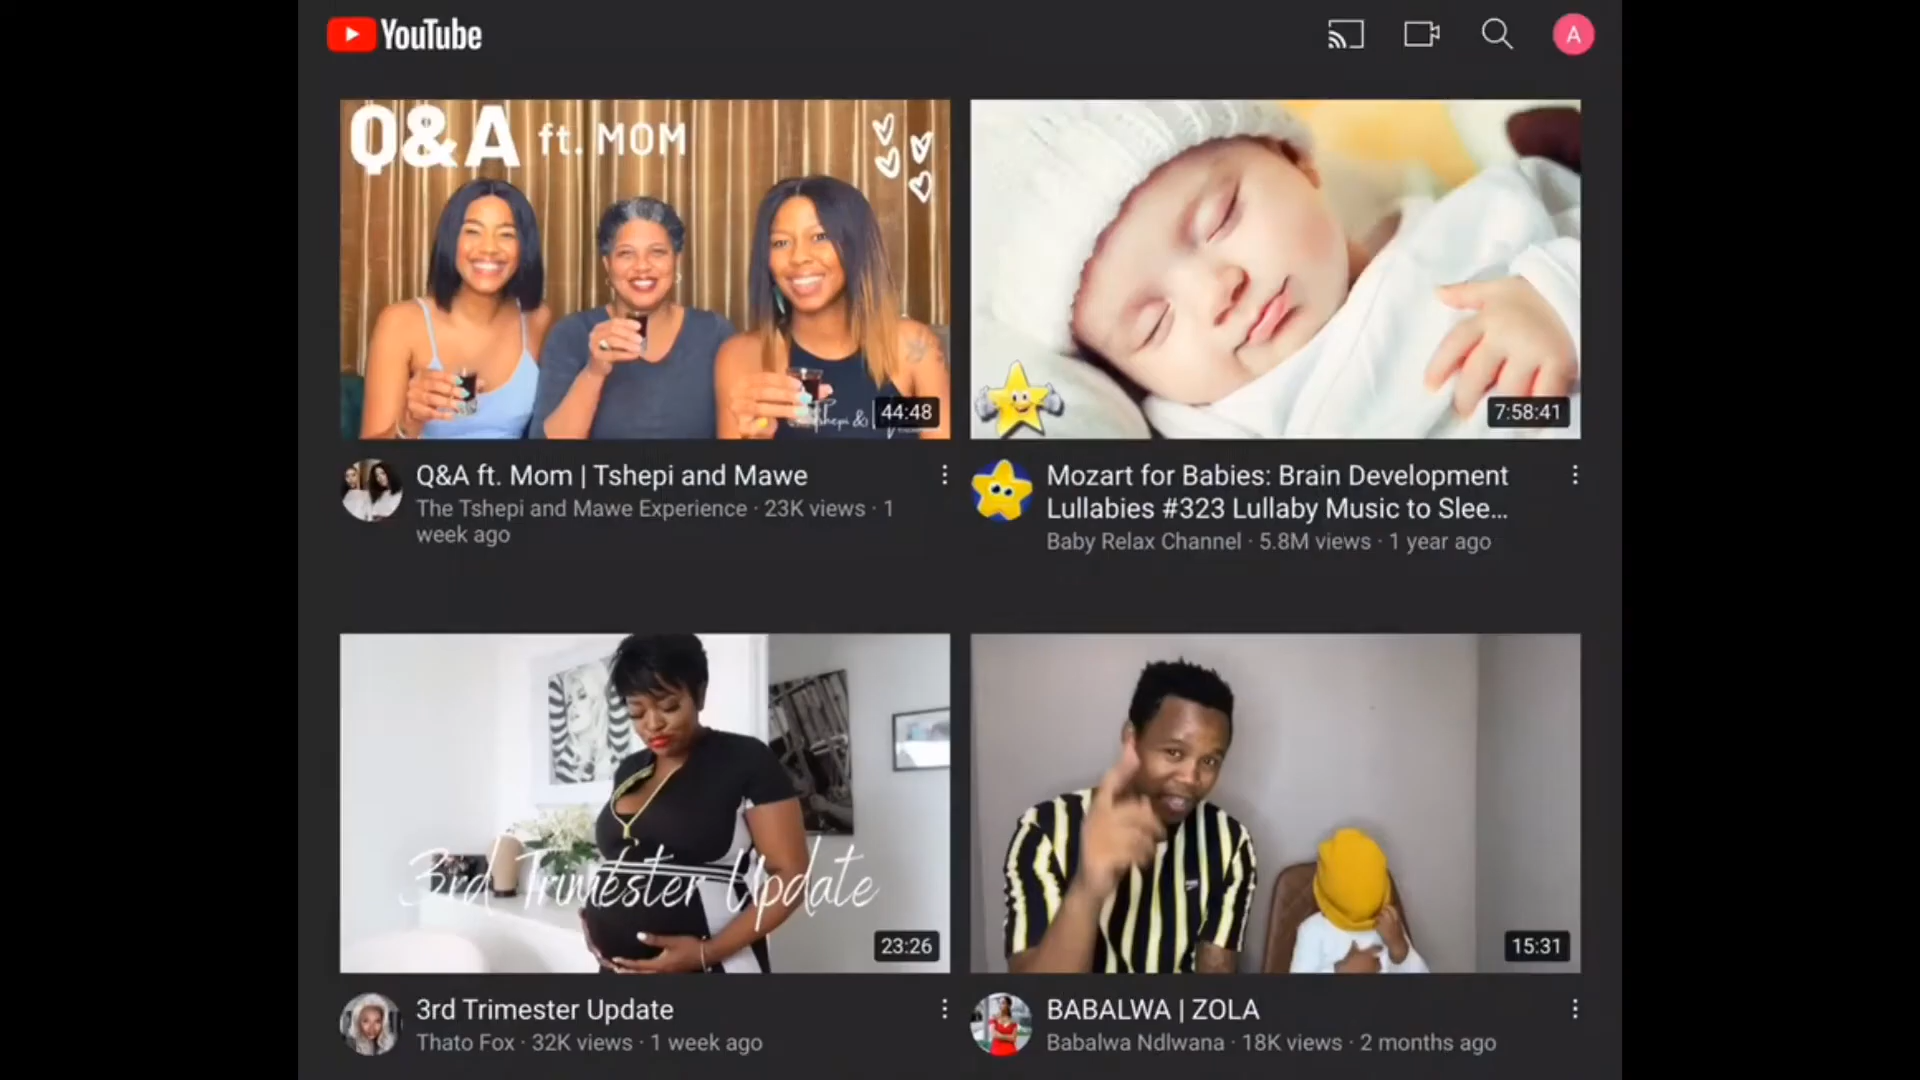 YouTube
A
Q&A ft. MOM
44:48
7:58:41
Q&A ft. Mom | Tshepi and Mawe
The Tshepi and Mawe Experience · 23K views · 1
week ago
Mozart for Babies: Brain Development
Lullabies #323 Lullaby Music to Slee...
Baby Relax Channel · 5.8M views · 1 year ago
3rd Trimester Update
23:26
15:31
3rd Trimester Update
Thato Fox · 32K views · 1 week ago
BABALWA | ZOLA
Babalwa Ndlwana · 18K views · 2 months ago